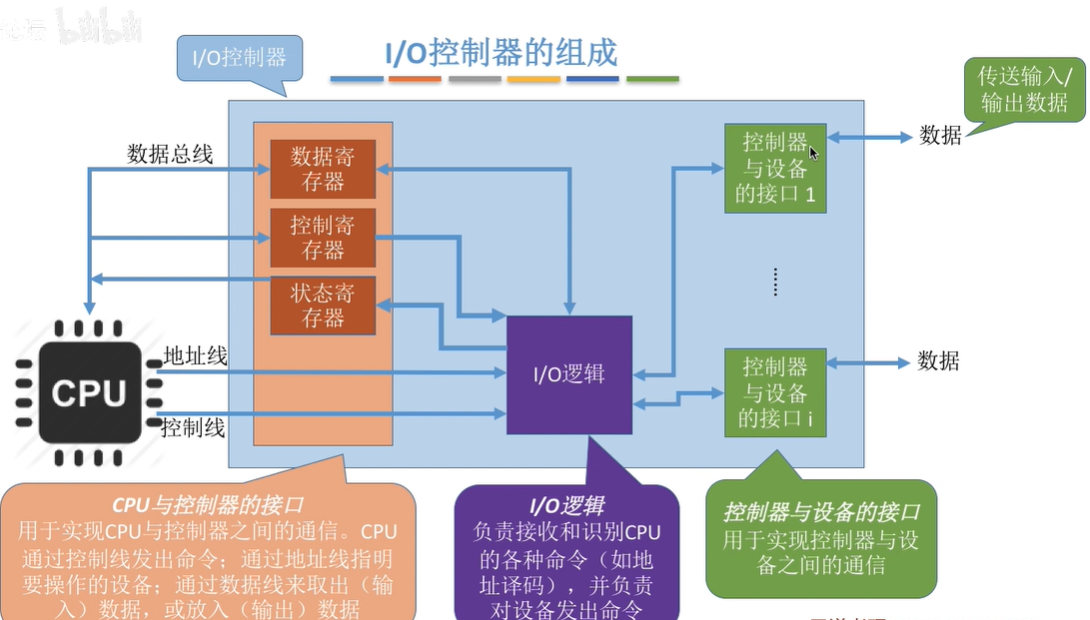 bilibili
I/O控制器
I/O控制器的组成
传送输入/
输出数据
数据总线
数据寄
存器
控制寄
存器
状态寄
存器
控制器
与设备
的接口 1
数据
CPU
地址线
控制线
I/O逻辑
控制器
与设备
的接口 i
数据
CPU与控制器的接口
用于实现CPU与控制器之间的通信。CPU
通过控制线发出命令；通过地址线指明
要操作的设备；通过数据线来取出（输
入）数据，或放入（输出）数据
I/O逻辑
负责接收和识别CPU
的各种命令（如地
址译码），并负责
对设备发出命令
控制器与设备的接口
用于实现控制器与设
备之间的通信